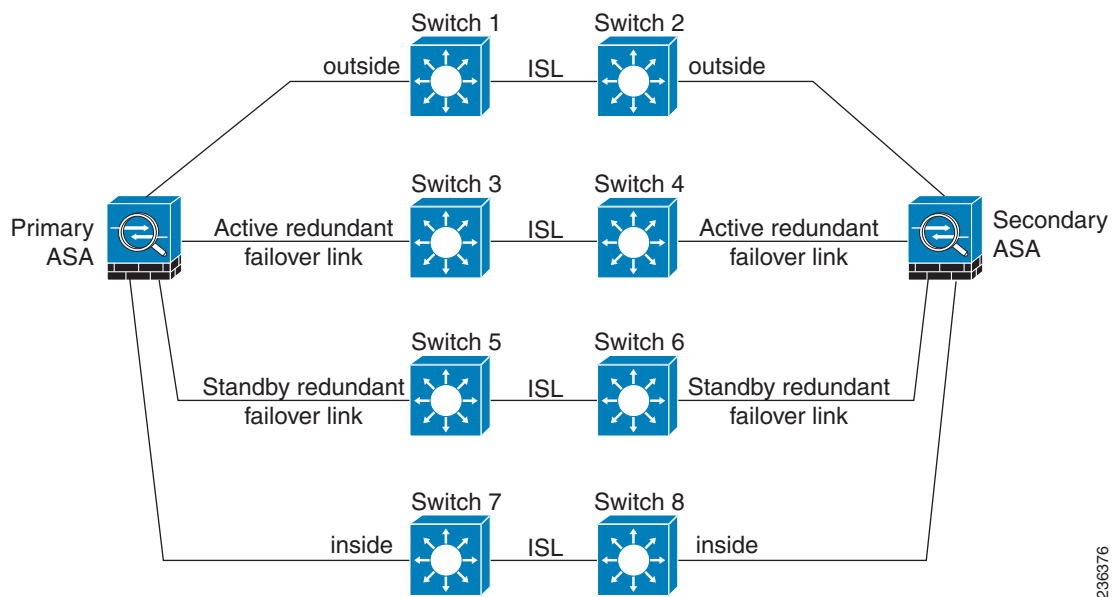 Switch 1
Switch 2
outside
ISL
outside
Switch 3
Switch 4
Primary
ASA
Active redundant
failover link
ISL
Active redundant
failover link
Secondary
ASA
Switch 5
Switch 6
Standby redundant
failover link
ISL
Standby redundant
failover link
Switch 7
Switch 8
inside
ISL
inside
236376